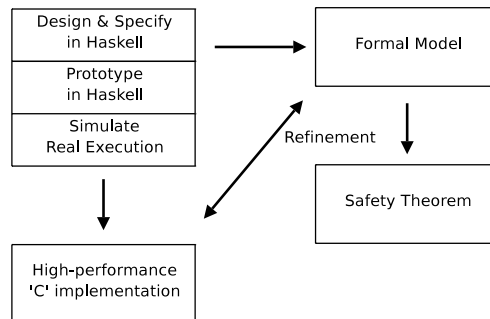 Design & Specify
in Haskell
Prototype
in Haskell
Simulate
Real Execution
Formal Model
Refinement
Safety Theorem
High-performance
'C' implementation